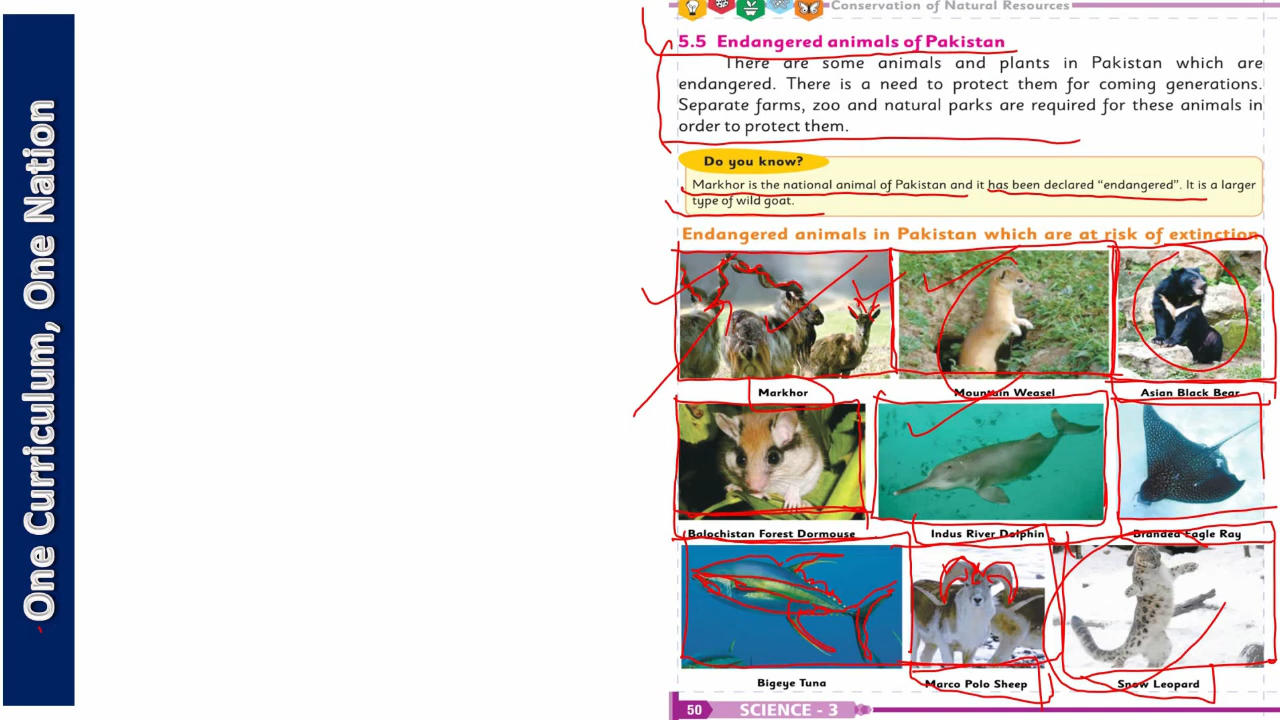 One Curriculum, One Nation
Conservation of Natural Resources
5.5 Endangered animals of Pakistan
There are some animals and plants in Pakistan which are
endangered. There is a need to protect them for coming generations.
Separate farms, zoo and natural parks are required for these animals in
order to protect them.
Do you know?
Markhor is the national animal of Pakistan and it has been declared “endangered”. It is a larger
type of wild goat.
Endangered animals in Pakistan which are at risk of extinction
Markhor
Mountain Weasel
Asian Black Bear
Balochistan Forest Dormouse
Indus River Dolphin
Branded Eagle Ray
Bigeye Tuna
Marco Polo Sheep
Snow Leopard
50
SCIENCE - 3